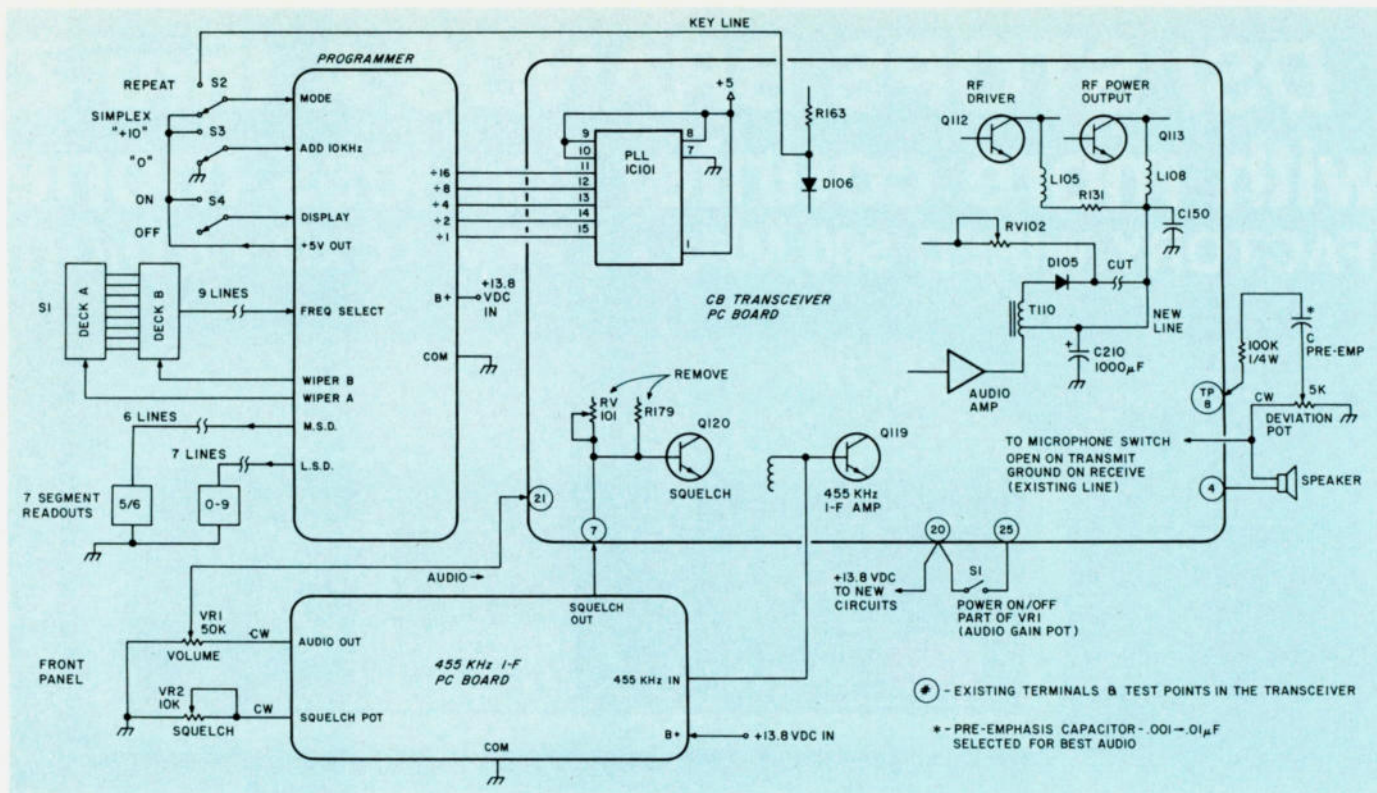 KEY LINE
PROGRAMMER
REPEAT
S2
SIMPLEX
"+10"
S3
"0"
ON
S4
OFF
MODE
ADD 10KHz
DISPLAY
+5V OUT
S1
DECK A
DECK B
9 LINES
FREQ SELECT
WIPER B
WIPER A
6 LINES
M.S.D.
7 LINES
L.S.D.
7 SEGMENT
READOUTS
5/6
0-9
÷16
÷8
÷4
÷2
÷1
B+
+13.8
VDC
IN
COM
+5
9
10
11
12
13
14
15
8
7
1
PLL
IC101
R163
D106
RF
DRIVER
Q112
RF POWER
OUTPUT
Q113
L105
L108
R131
C150
RV102
D105
CUT
T110
NEW
LINE
C210
1000µF
AUDIO
AMP
CB TRANSCEIVER
PC BOARD
REMOVE
RV
101
R179
Q120
SQUELCH
Q119
455 KHz
I-F AMP
21
7
20
25
TP
8
4
100K
1/4W
*
C
PRE-EMP
5K
CW
DEVIATION
POT
TO MICROPHONE SWITCH
OPEN ON TRANSMIT
GROUND ON RECEIVE
(EXISTING LINE)
SPEAKER
+13.8 VDC
TO NEW
CIRCUITS
S1
POWER ON/OFF
PART OF VR1
(AUDIO GAIN POT)
AUDIO
FRONT
PANEL
VR1
50K
CW
VOLUME
VR2
10K
CW
SQUELCH
AUDIO OUT
SQUELCH POT
SQUELCH
OUT
455 KHz I-F
PC BOARD
455 KHz IN
B+
+13.8 VDC IN
COM
# - EXISTING TERMINALS & TEST POINTS IN THE TRANSCEIVER
* - PRE-EMPHASIS CAPACITOR - .001→.01µF
SELECTED FOR BEST AUDIO